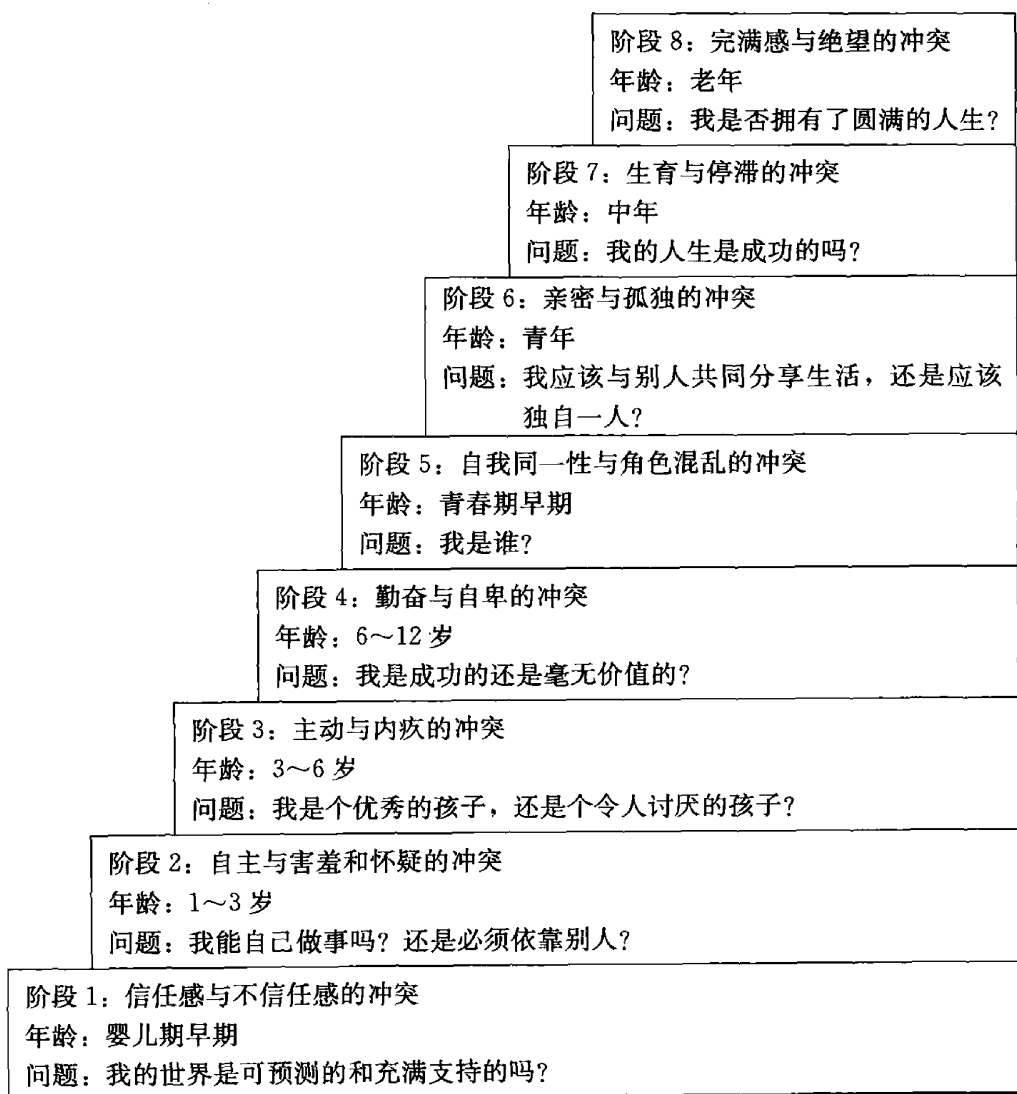 阶段 8：完满感与绝望的冲突
年龄：老年
问题：我是否拥有了圆满的人生？
阶段 7：生育与停滞的冲突
年龄：中年
问题：我的人生是成功的吗？
阶段 6：亲密与孤独的冲突
年龄：青年
问题：我应该与别人共同分享生活，还是应该
独自一人？
阶段 5：自我同一性与角色混乱的冲突
年龄：青春期早期
问题：我是谁？
阶段 4：勤奋与自卑的冲突
年龄：6～12 岁
问题：我是成功的还是毫无价值的？
阶段 3：主动与内疚的冲突
年龄：3～6 岁
问题：我是个优秀的孩子，还是个令人讨厌的孩子？
阶段 2：自主与害羞和怀疑的冲突
年龄：1～3 岁
问题：我能自己做事吗？还是必须依靠别人？
阶段 1：信任感与不信任感的冲突
年龄：婴儿期早期
问题：我的世界是可预测的和充满支持的吗？